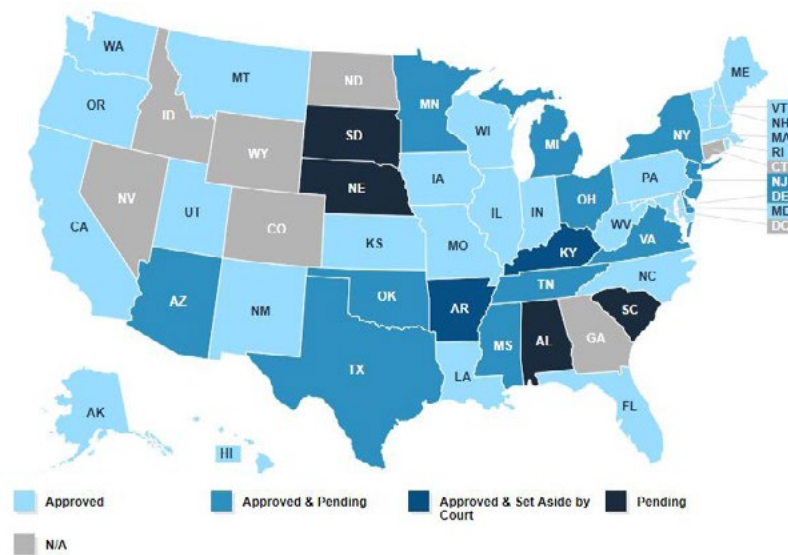 WA
MT
ND
MN
ME
OR
ID
SD
WI
MI
NY
VT
NH
MA
RI
CT
NJ
DE
MD
DC
WY
NE
IA
PA
NV
UT
CO
IL
IN
OH
WV
VA
CA
KS
MO
KY
NC
AZ
NM
OK
AR
TN
SC
TX
MS
AL
GA
LA
FL
AK
HI
Approved
Approved & Pending
Approved & Set Aside by
Court
Pending
N/A